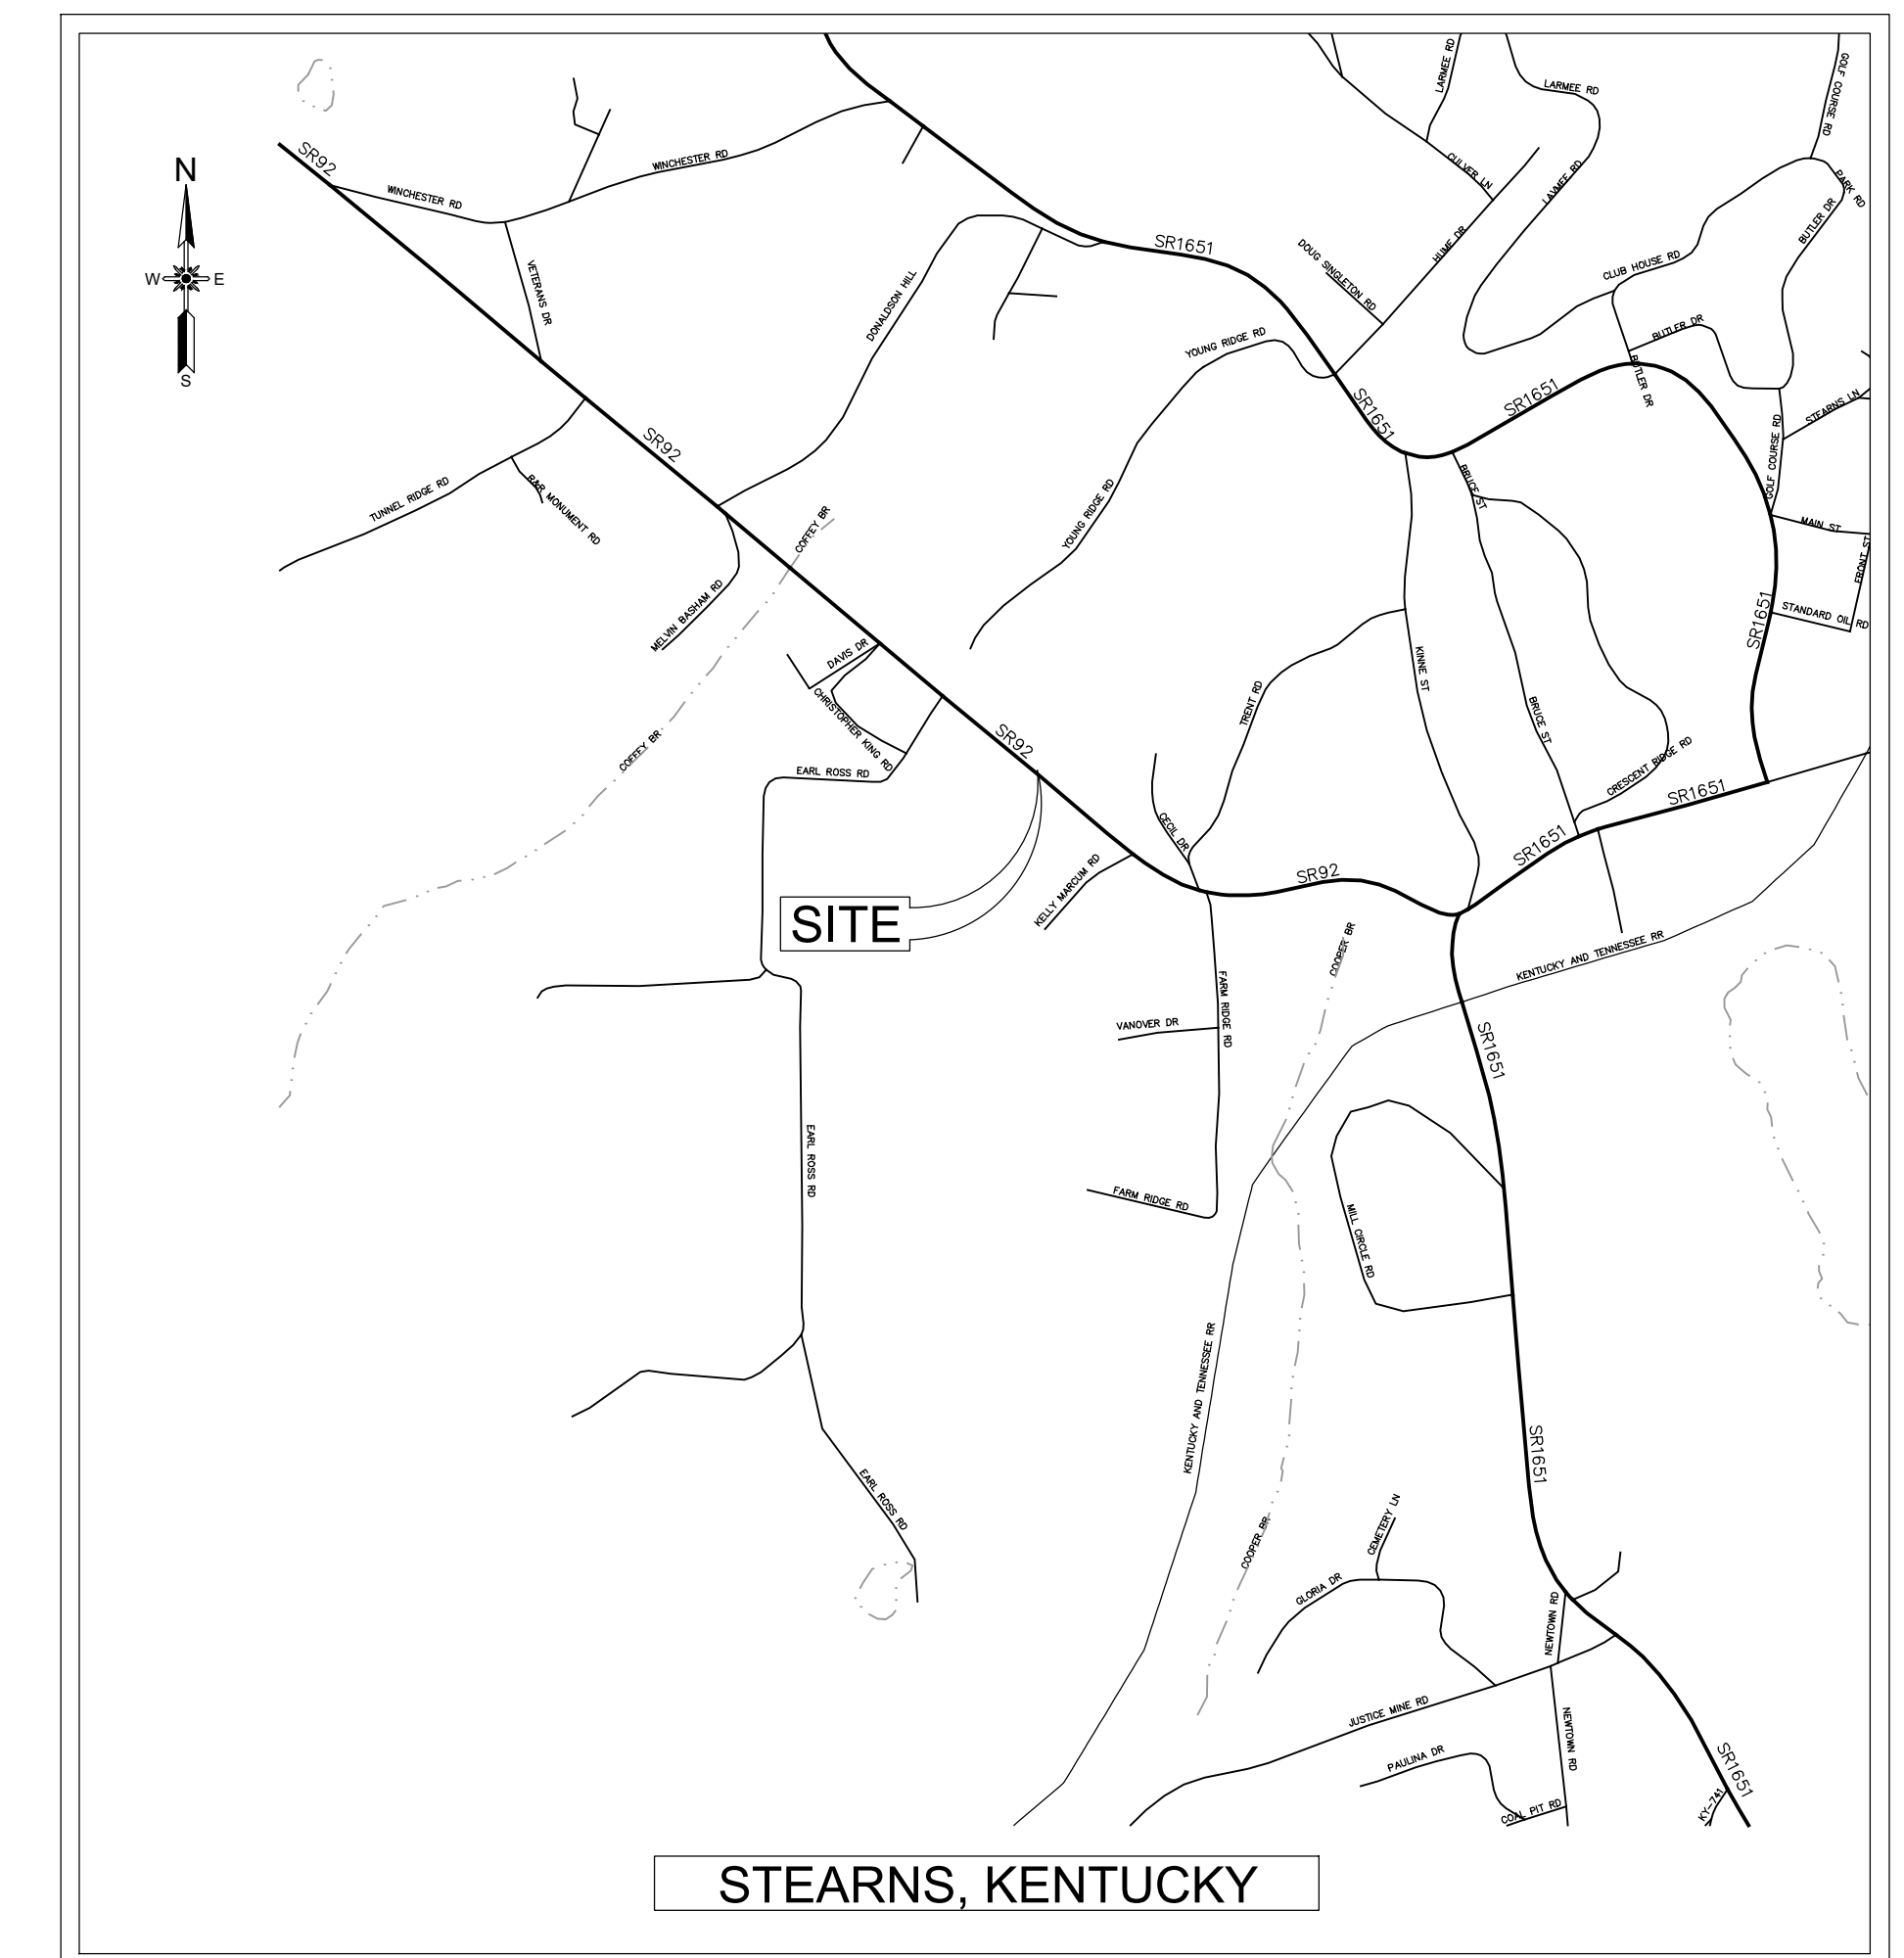 LARMEE RD
GOLF COURSE RD
LARMEE RD
SR92
N
WINCHESTER RD
CULVER LN
PARK RD
WINCHESTER RD
LAVMEE RD
BUTLER DR
SR1651
HUME DR
DOUG SINGLETON RD
CLUB HOUSE RD
W
E
VETERANS DR
DONALDSON HILL
S
YOUNG RIDGE RD
BUTLER DR
BUTLER DR
SR1651
SR1651
STEARNS LN
SR92
GOLF COURSE RD
BRUCE ST
TUNNEL RIDGE RD
R&R MONUMENT RD
YOUNG RIDGE RD
COFFEY BR
MAIN ST
FRONT ST
MELVIN BASHAM RD
STANDARD OIL RD
SR1651
DAVIS DR
KINNE ST
CHRISTOPHER KING RD
TRENT RD
BRUCE ST
COFFEY BR
SR92
CRESCENT RIDGE RD
EARL ROSS RD
SR1651
CECIL DR
SR1651
KELLY MARCUM RD
SR92
SITE
COOPER BR
KENTUCKY AND TENNESSEE RR
FARM RIDGE RD
VANOVER DR
SR1651
EARL ROSS RD
FARM RIDGE RD
MILL CIRCLE RD
KENTUCKY AND TENNESSEE RR
SR1651
EARL ROSS RD
CEMETERY LN
COOPER BR
GLORIA DR
NEWTOWN RD
JUSTICE MINE RD
NEWTOWN RD
PAULINA DR
SR1651
COAL PIT RD
KY-741
STEARNS, KENTUCKY